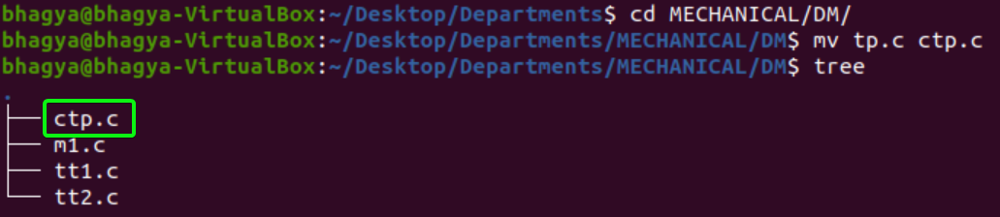 bhagya@bhagya-VirtualBox:~/Desktop/Departments$ cd MECHANICAL/DM/
bhagya@bhagya-VirtualBox:~/Desktop/Departments/MECHANICAL/DM$ mv tp.c ctp.c
bhagya@bhagya-VirtualBox:~/Desktop/Departments/MECHANICAL/DM$ tree
.
├── ctp.c
├── m1.c
├── tt1.c
└── tt2.c